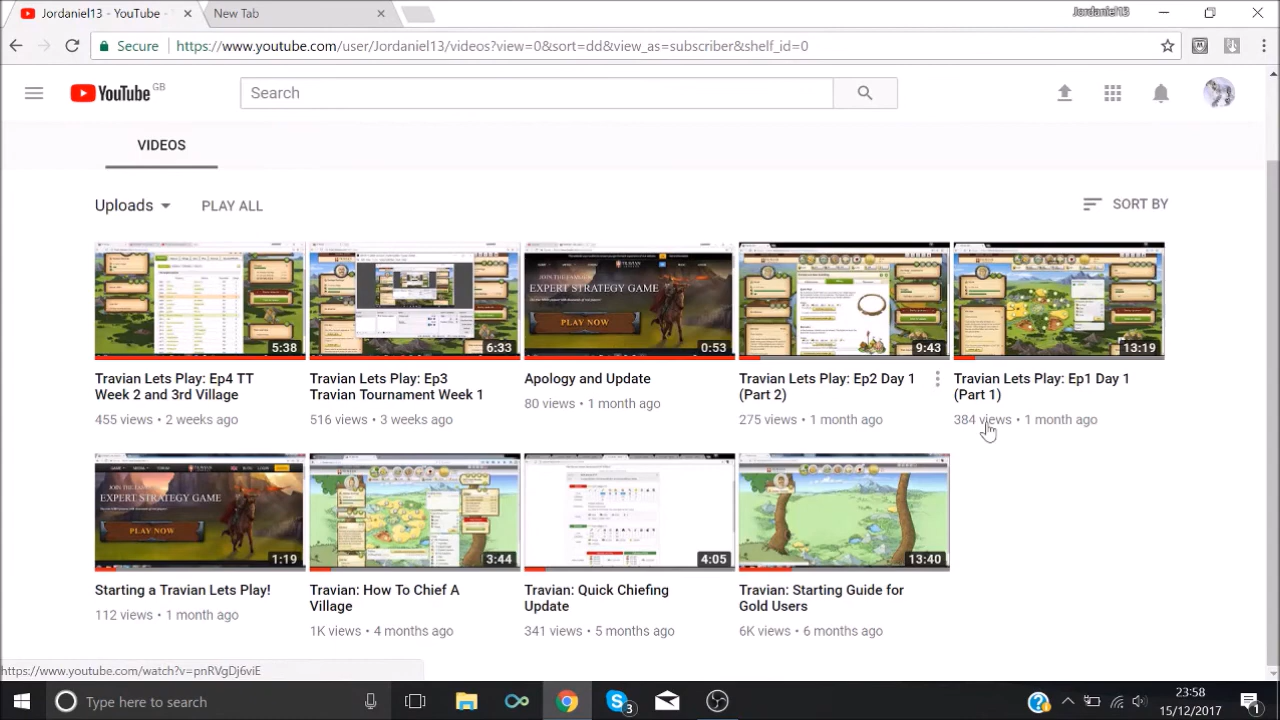 Jordaniel13 - YouTube -
New Tab
Jordaniel13
Secure
https://www.youtube.com/user/Jordaniel13/videos?view=0&sort=dd&view_as=subscriber&shelf_id=0
YouTube GB
Search
VIDEOS
Uploads
PLAY ALL
SORT BY
EXPERT STRATEGY GAME
PLAY NOW
5:38
6:33
0:53
9:43
13:19
Travian Lets Play: Ep4 TT
Week 2 and 3rd Village
455 views • 2 weeks ago
Travian Lets Play: Ep3
Travian Tournament Week 1
516 views • 3 weeks ago
Apology and Update
80 views • 1 month ago
Travian Lets Play: Ep2 Day 1
(Part 2)
275 views • 1 month ago
Travian Lets Play: Ep1 Day 1
(Part 1)
384 views • 1 month ago
EXPERT STRATEGY GAME
PLAY NOW
1:19
3:44
4:05
13:40
Starting a Travian Lets Play!
112 views • 1 month ago
Travian: How To Chief A
Village
1K views • 4 months ago
Travian: Quick Chiefing
Update
341 views • 5 months ago
Travian: Starting Guide for
Gold Users
6K views • 6 months ago
https://www.youtube.com/watch?v=pnRVgDj6viE
Type here to search
3
23:58
15/12/2017
1